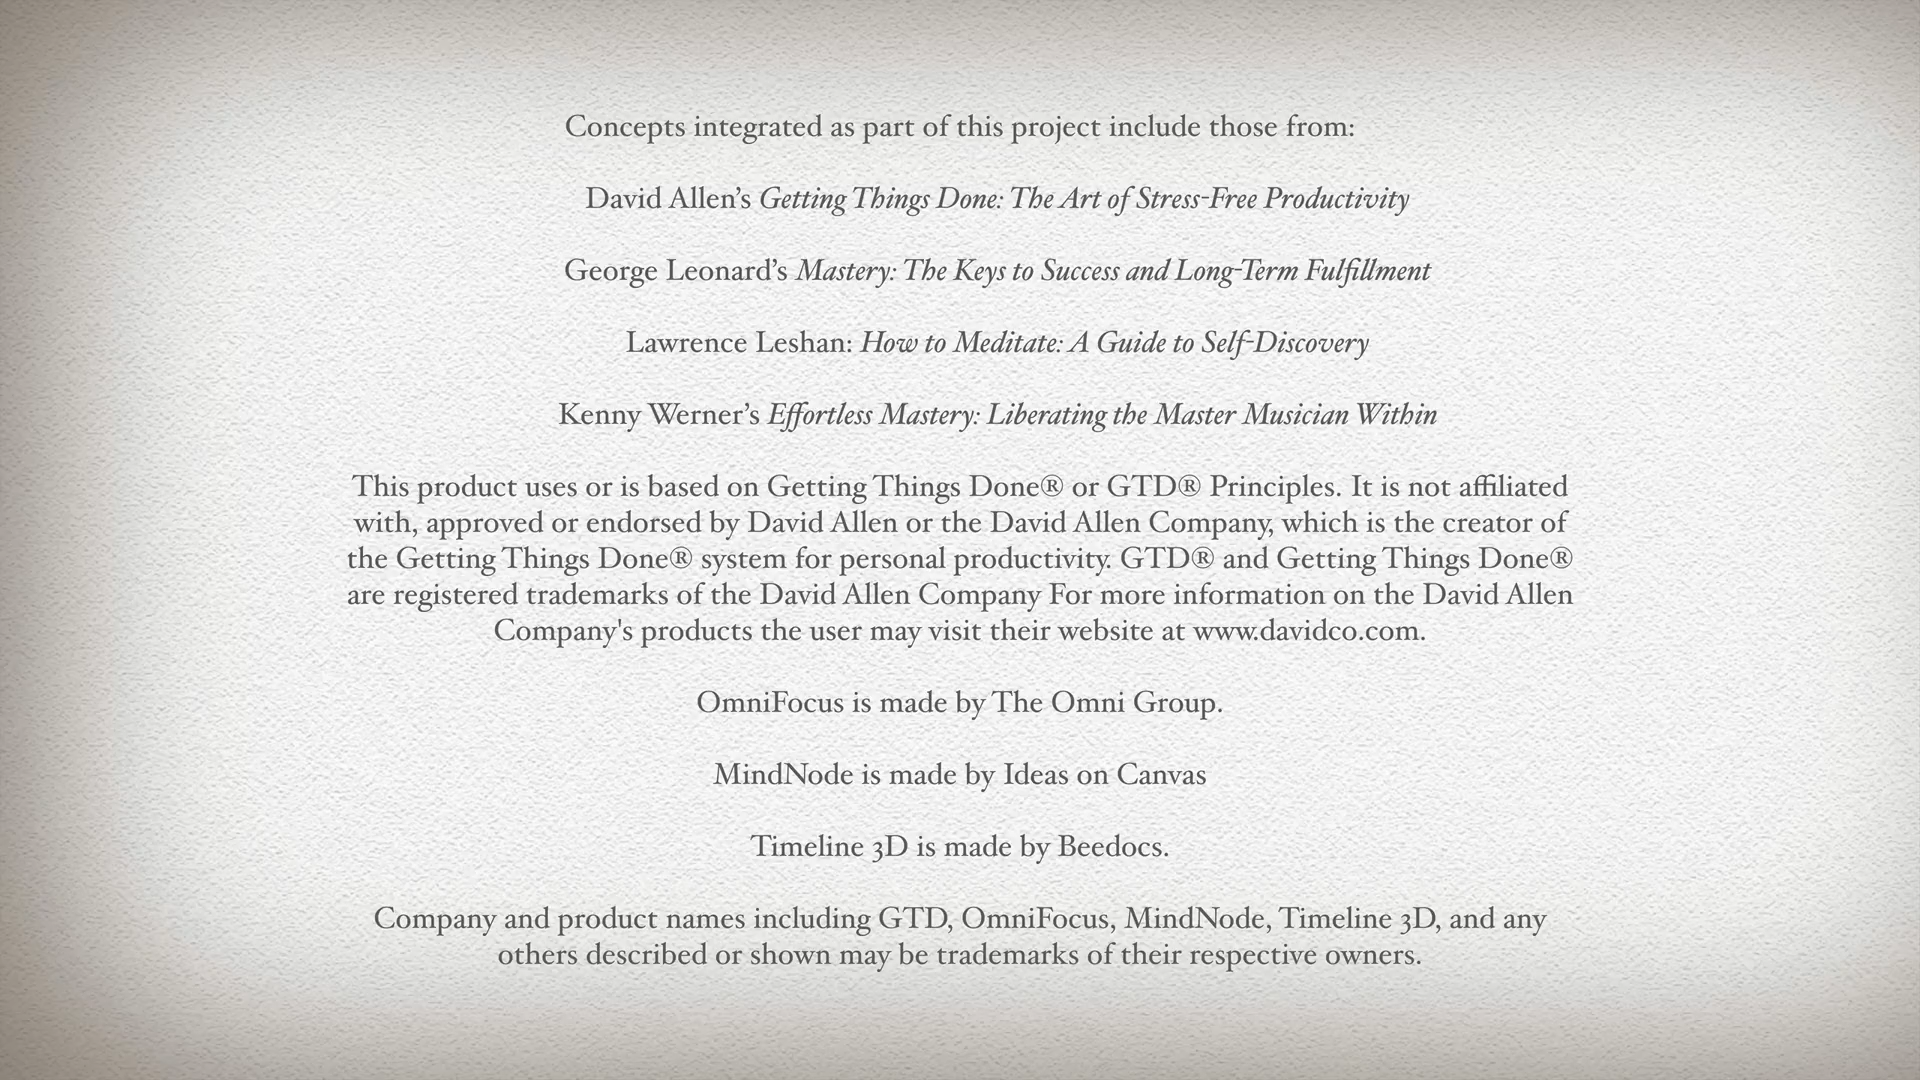 Concepts integrated as part of this project include those from:
David Allen’s Getting Things Done: The Art of Stress-Free Productivity
George Leonard’s Mastery: The Keys to Success and Long-Term Fulfillment
Lawrence Leshan: How to Meditate: A Guide to Self-Discovery
Kenny Werner’s Effortless Mastery: Liberating the Master Musician Within
This product uses or is based on Getting Things Done® or GTD® Principles. It is not affiliated
with, approved or endorsed by David Allen or the David Allen Company, which is the creator of
the Getting Things Done® system for personal productivity. GTD® and Getting Things Done®
are registered trademarks of the David Allen Company For more information on the David Allen
Company's products the user may visit their website at www.davidco.com.
OmniFocus is made by The Omni Group.
MindNode is made by Ideas on Canvas
Timeline 3D is made by Beedocs.
Company and product names including GTD, OmniFocus, MindNode, Timeline 3D, and any
others described or shown may be trademarks of their respective owners.